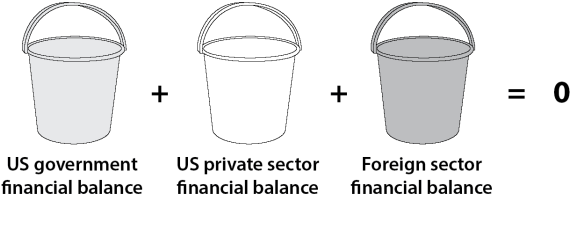 + + = 0
US government US private sector Foreign sector
financial balance financial balance financial balance